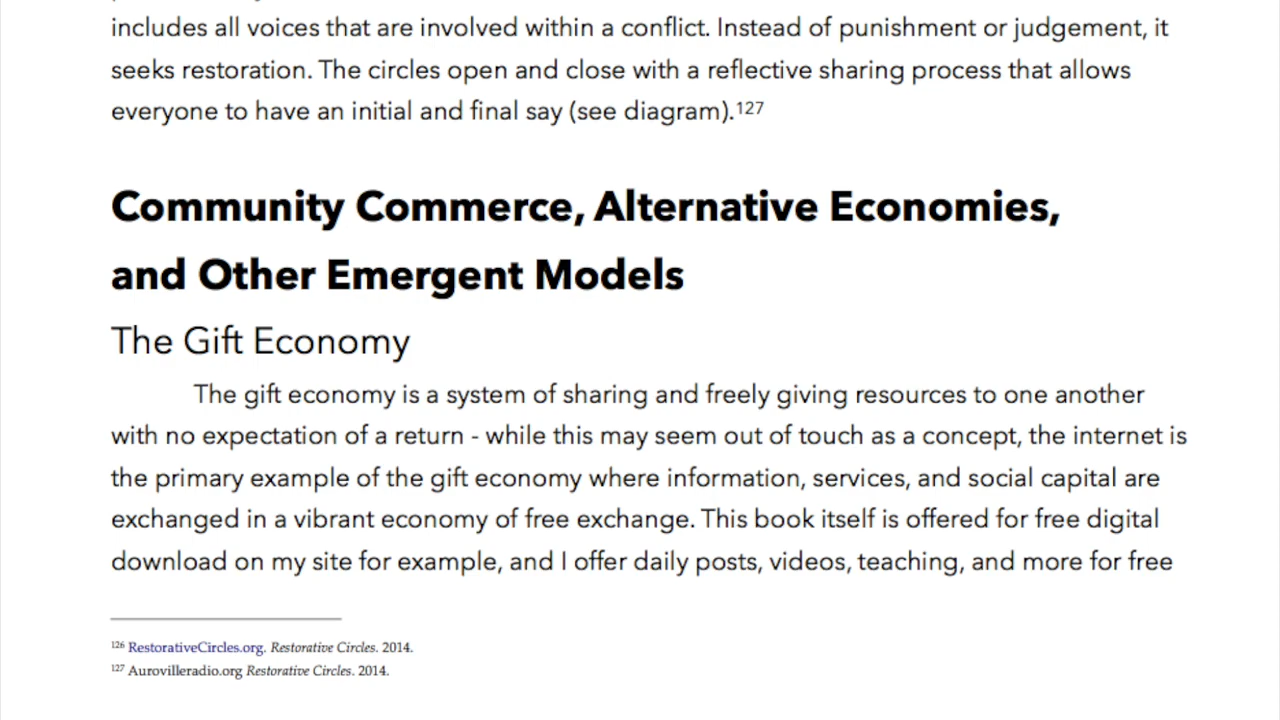 includes all voices that are involved within a conflict. Instead of punishment or judgement, it
seeks restoration. The circles open and close with a reflective sharing process that allows
everyone to have an initial and final say (see diagram).127
Community Commerce, Alternative Economies,
and Other Emergent Models
The Gift Economy
The gift economy is a system of sharing and freely giving resources to one another
with no expectation of a return - while this may seem out of touch as a concept, the internet is
the primary example of the gift economy where information, services, and social capital are
exchanged in a vibrant economy of free exchange. This book itself is offered for free digital
download on my site for example, and I offer daily posts, videos, teaching, and more for free
126 RestorativeCircles.org. Restorative Circles. 2014.
127 Aurovilleradio.org Restorative Circles. 2014.